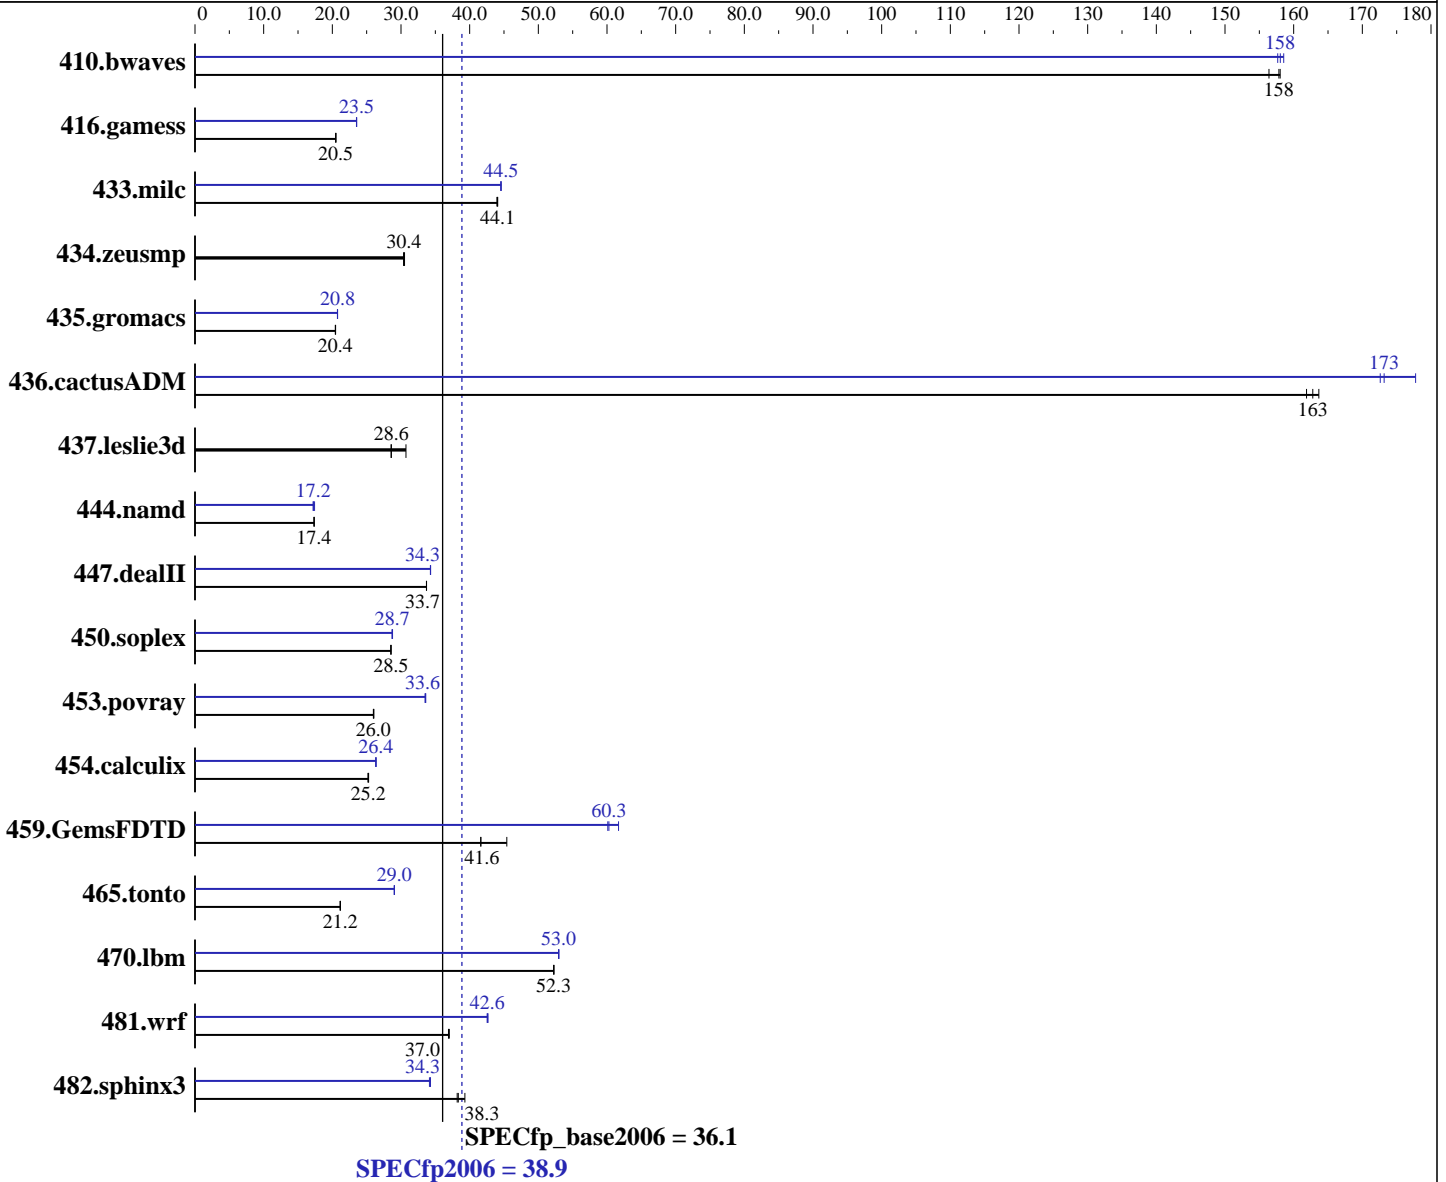 0 10.0 20.0 30.0 40.0 50.0 60.0 70.0 80.0 90.0 100 110 120 130 140 150 160 170 180
158
410.bwaves
158
23.5
416.gamess
20.5
44.5
433.milc
44.1
30.4
434.zeusmp
20.8
435.gromacs
20.4
173
436.cactusADM
163
28.6
437.leslie3d
17.2
444.namd
17.4
34.3
447.dealII
33.7
28.7
450.soplex
28.5
33.6
453.povray
26.0
26.4
454.calculix
25.2
60.3
459.GemsFDTD
41.6
29.0
465.tonto
21.2
53.0
470.lbm
52.3
42.6
481.wrf
37.0
34.3
482.sphinx3
38.3
SPECfp_base2006 = 36.1
SPECfp2006 = 38.9